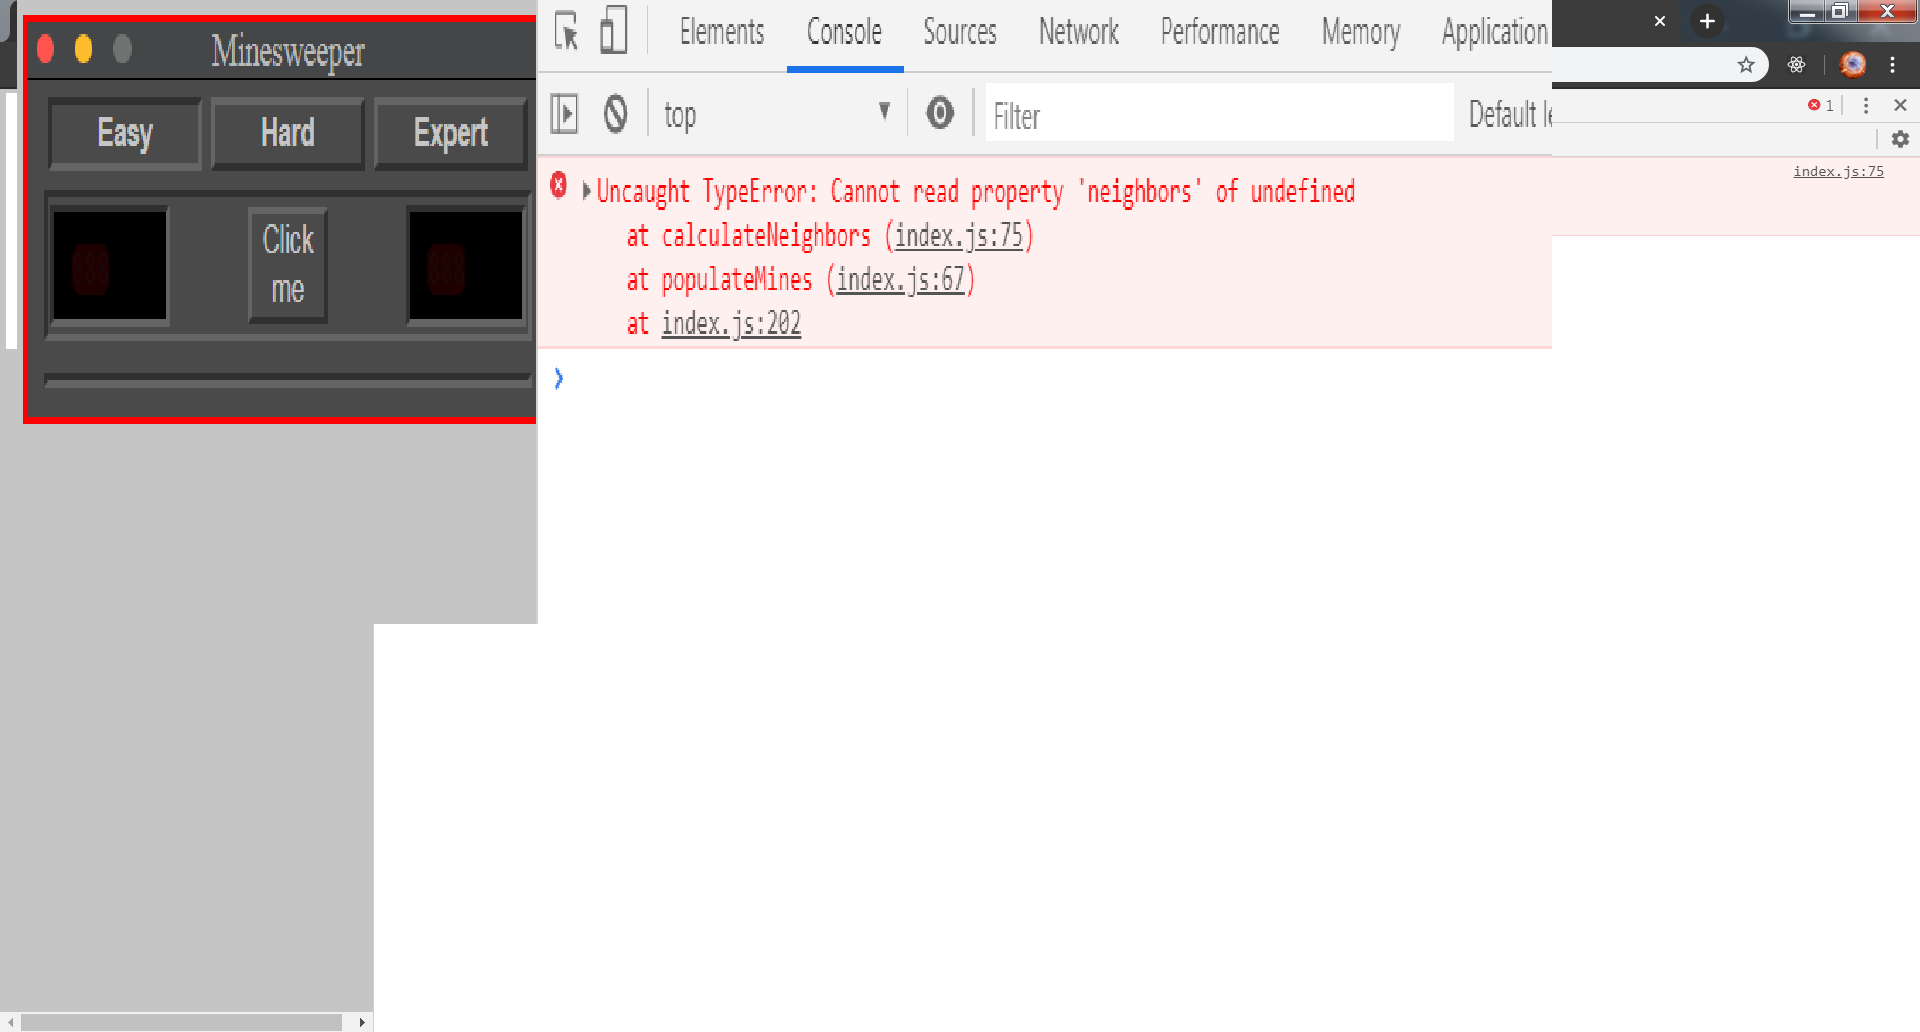 Minesweeper
Easy Hard Expert
Click
me
888 888
Elements Console Sources Network Performance Memory Application
top Filter Default le
1
Uncaught TypeError: Cannot read property 'neighbors' of undefined
at calculateNeighbors (index.js:75)
at populateMines (index.js:67)
at index.js:202
index.js:75